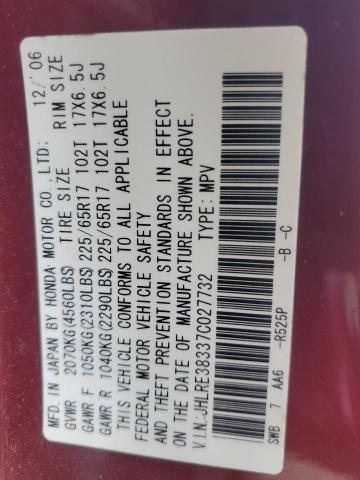 MFD. IN JAPAN BY HONDA MOTOR CO.,LTD; 12/'06
GVWR 2070KG(4560LBS) TIRE SIZE RIM SIZE
GAWR F 1050KG(2310LBS) 225/65R17 102T 17X6.5J
GAWR R 1040KG(2290LBS) 225/65R17 102T 17X6.5J
THIS VEHICLE CONFORMS TO ALL APPLICABLE
FEDERAL MOTOR VEHICLE SAFETY
AND THEFT PREVENTION STANDARDS IN EFFECT
ON THE DATE OF MANUFACTURE SHOWN ABOVE.
V.I.N:JHLRE38337C027732 TYPE: MPV
SWB 7 AA6 -R525P -B -C